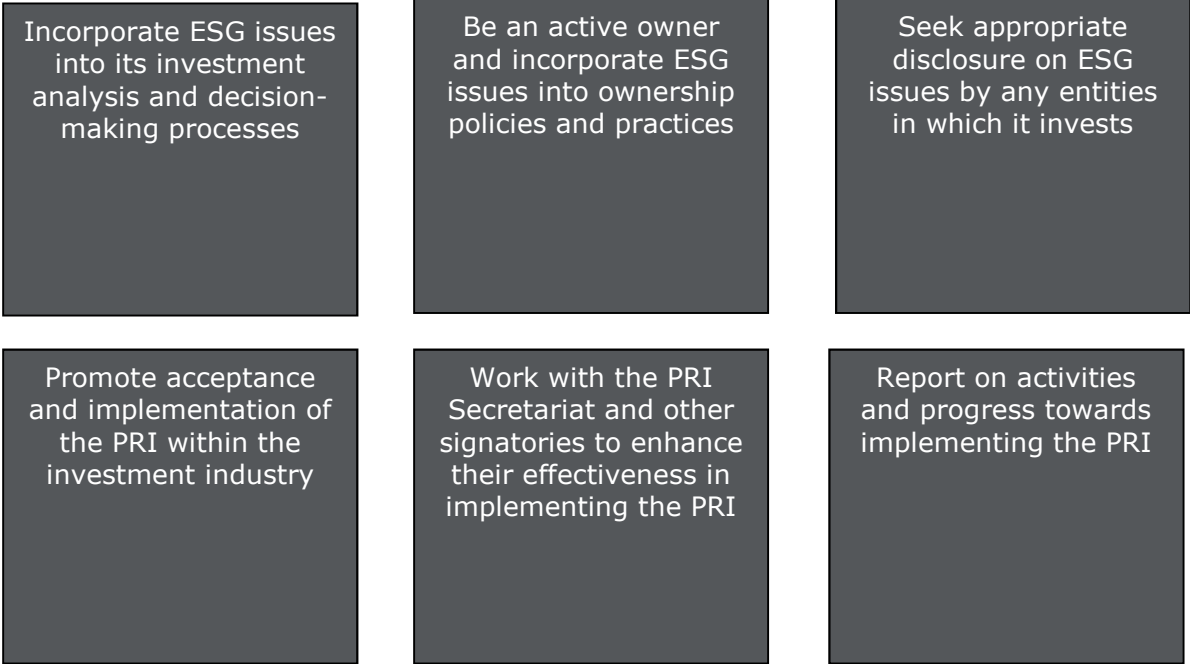 Incorporate ESG issues
into its investment
analysis and decision-
making processes
Be an active owner
and incorporate ESG
issues into ownership
policies and practices
Seek appropriate
disclosure on ESG
issues by any entities
in which it invests
Promote acceptance
and implementation of
the PRI within the
investment industry
Work with the PRI
Secretariat and other
signatories to enhance
their effectiveness in
implementing the PRI
Report on activities
and progress towards
implementing the PRI